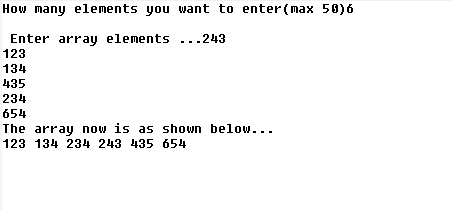 How many elements you want to enter(max 50)6
Enter array elements ...243
123
134
435
234
654
The array now is as shown below...
123 134 234 243 435 654